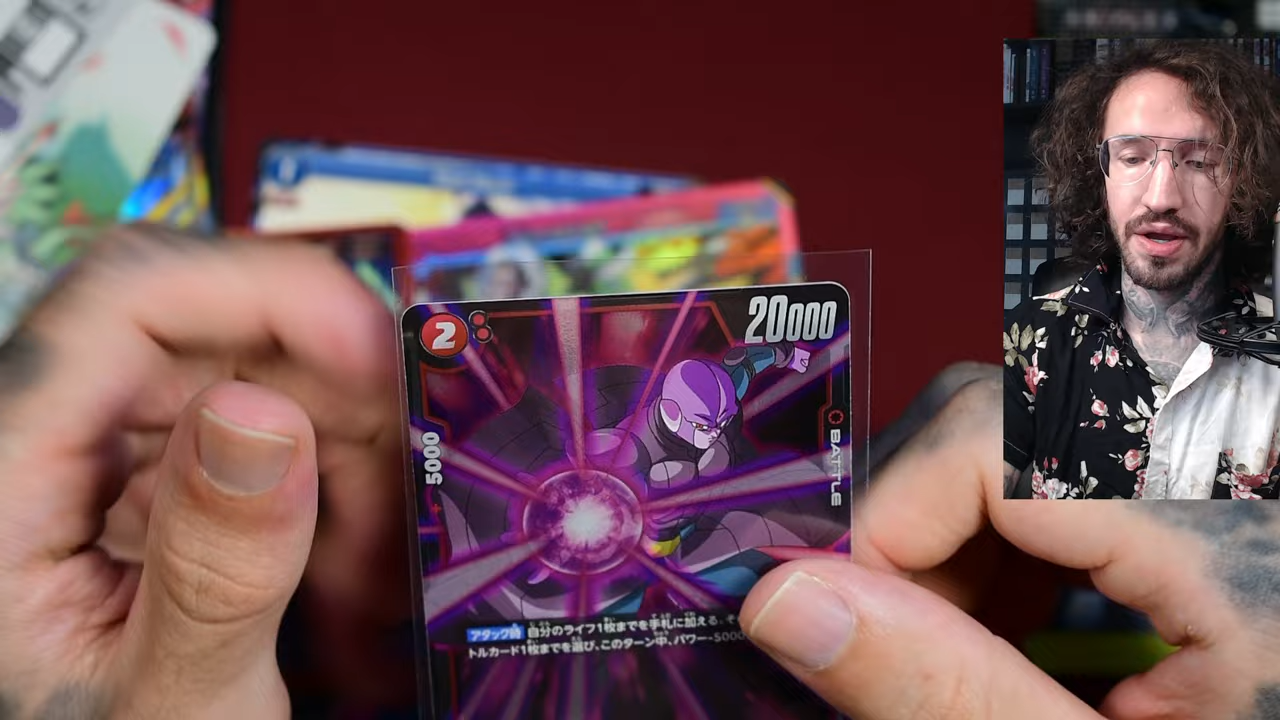 2
20000
5000
BATTLE
アタック時 自分のライフ1枚までを手札に加える。そ
トルカード1枚までを選び、このターン中、パワー-5000